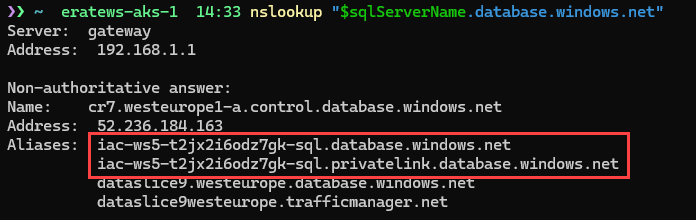 ❯❯ ~ eratews-aks-1 14:33 nslookup "$sqlServerName.database.windows.net"
Server: gateway
Address: 192.168.1.1
Non-authoritative answer:
Name: cr7.westeurope1-a.control.database.windows.net
Address: 52.236.184.163
Aliases: iac-ws5-t2jx2i6odz7gk-sql.database.windows.net
iac-ws5-t2jx2i6odz7gk-sql.privatelink.database.windows.net
dataslice9.westeurope.database.windows.net
dataslice9westeurope.trafficmanager.net